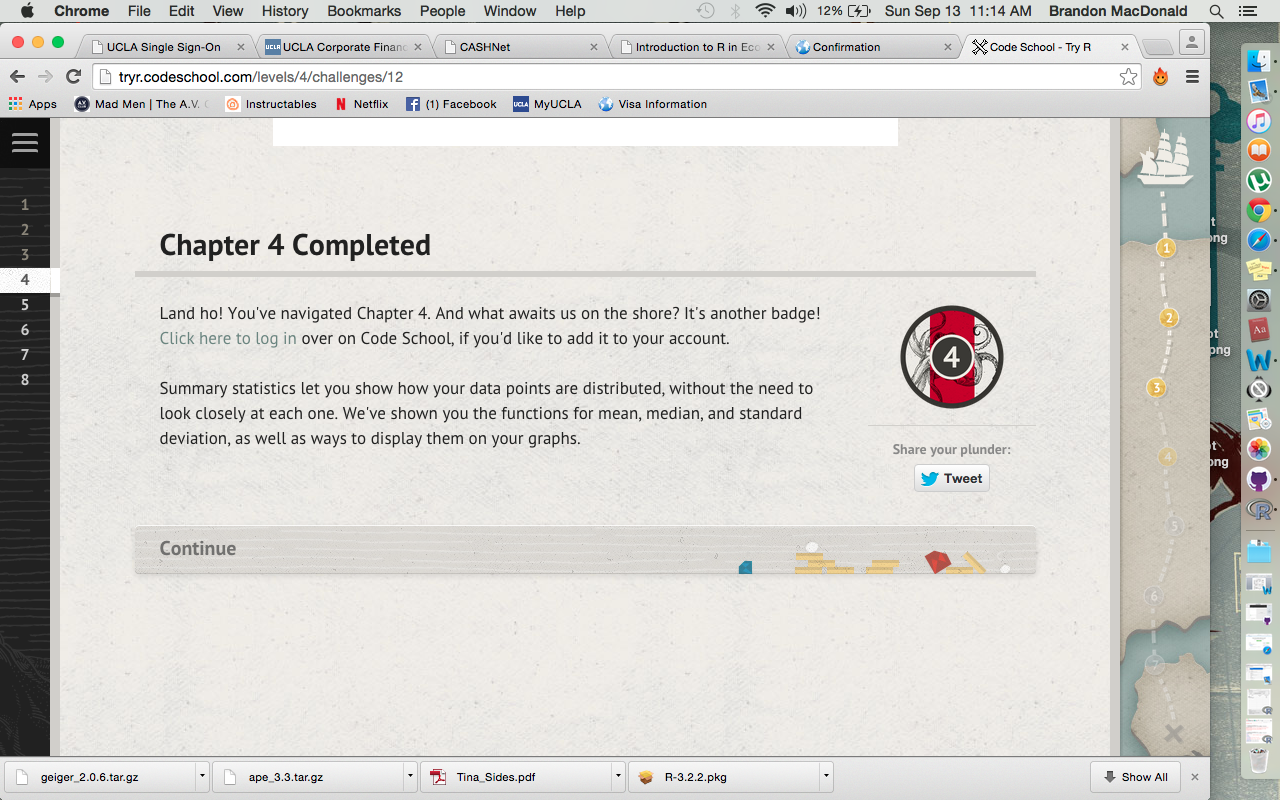 Chrome File Edit View History Bookmarks People Window Help 12% Sun Sep 13 11:14 AM Brandon MacDonald
UCLA Single Sign-On UCLA Corporate Financ CASHNet Introduction to R in Eco Confirmation Code School - Try R
tryr.codeschool.com/levels/4/challenges/12
Apps Mad Men | The A.V. C Instructables Netflix (1) Facebook MyUCLA Visa Information
1
2
3
4
5
6
7
8
Chapter 4 Completed
Land ho! You've navigated Chapter 4. And what awaits us on the shore? It's another badge!
Click here to log in over on Code School, if you'd like to add it to your account.
Summary statistics let you show how your data points are distributed, without the need to
look closely at each one. We've shown you the functions for mean, median, and standard
deviation, as well as ways to display them on your graphs.
4
Share your plunder:
Tweet
Continue
1
2
3
4
5
6
7
geiger_2.0.6.tar.gz ape_3.3.tar.gz Tina_Sides.pdf R-3.2.2.pkg Show All